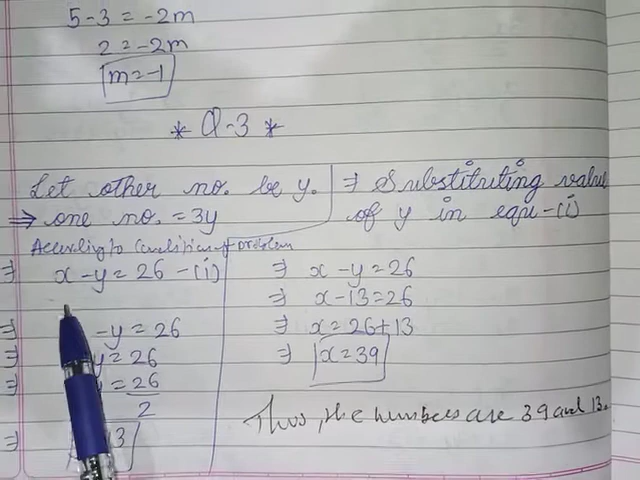 5-3 = -2m
2 = -2m
m=-1
* Q-3 *
Let other no. be y.
⇒ one no. = 3y
According to Condition of problem
⇒ x - y = 26 - (i)
⇒ -y = 26
⇒ y = 26
⇒ = 26
2
⇒ 3
⇒ Substituting value
of y in equ - (i)
⇒ x - y = 26
⇒ x - 13 = 26
⇒ x = 26 + 13
⇒ x = 39
Thus, the numbers are 39 and 13.